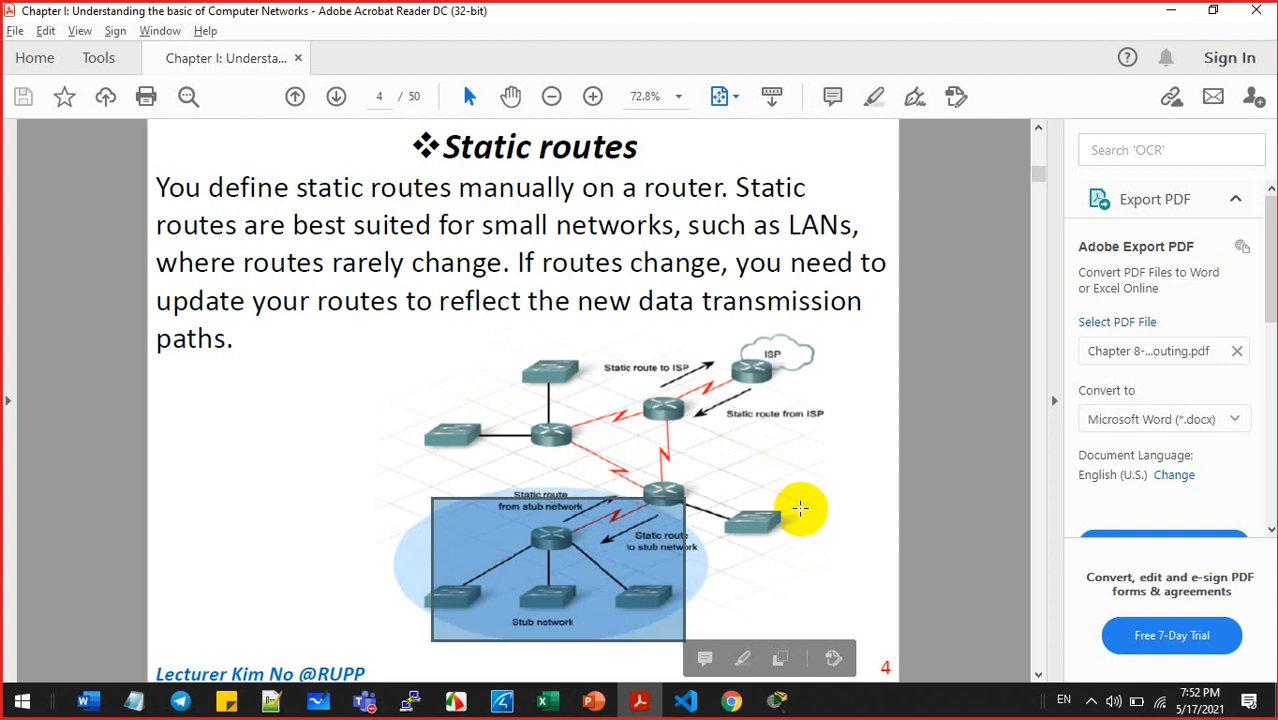 Chapter I: Understanding the basic of Computer Networks - Adobe Acrobat Reader DC (32-bit)
File Edit View Sign Window Help
Home Tools Chapter I: Understa... ×
4 / 50 72.8% Sign In
❖Static routes
You define static routes manually on a router. Static
routes are best suited for small networks, such as LANs,
where routes rarely change. If routes change, you need to
update your routes to reflect the new data transmission
paths.
ISP
Static route to ISP
Static route from ISP
Static route
from stub network
Static route
to stub network
Stub network
Lecturer Kim No @RUPP 4
Search 'OCR'
Export PDF
Adobe Export PDF
Convert PDF Files to Word
or Excel Online
Select PDF File
Chapter 8-...outing.pdf
Convert to
Microsoft Word (*.docx)
Document Language:
English (U.S.) Change
Convert, edit and e-sign PDF
forms & agreements
Free 7-Day Trial
EN 7:52 PM
5/17/2021